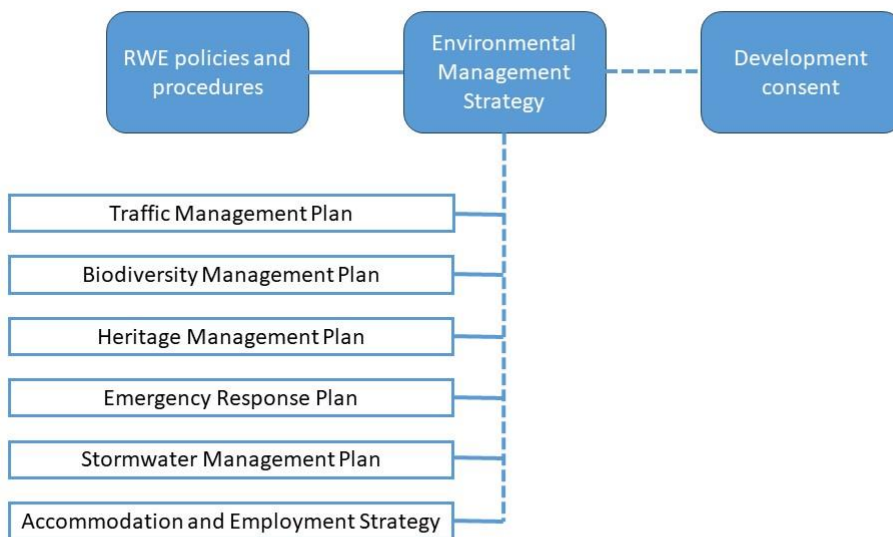 RWE policies and
procedures
Environmental
Management
Strategy
Development
consent
Traffic Management Plan
Biodiversity Management Plan
Heritage Management Plan
Emergency Response Plan
Stormwater Management Plan
Accommodation and Employment Strategy